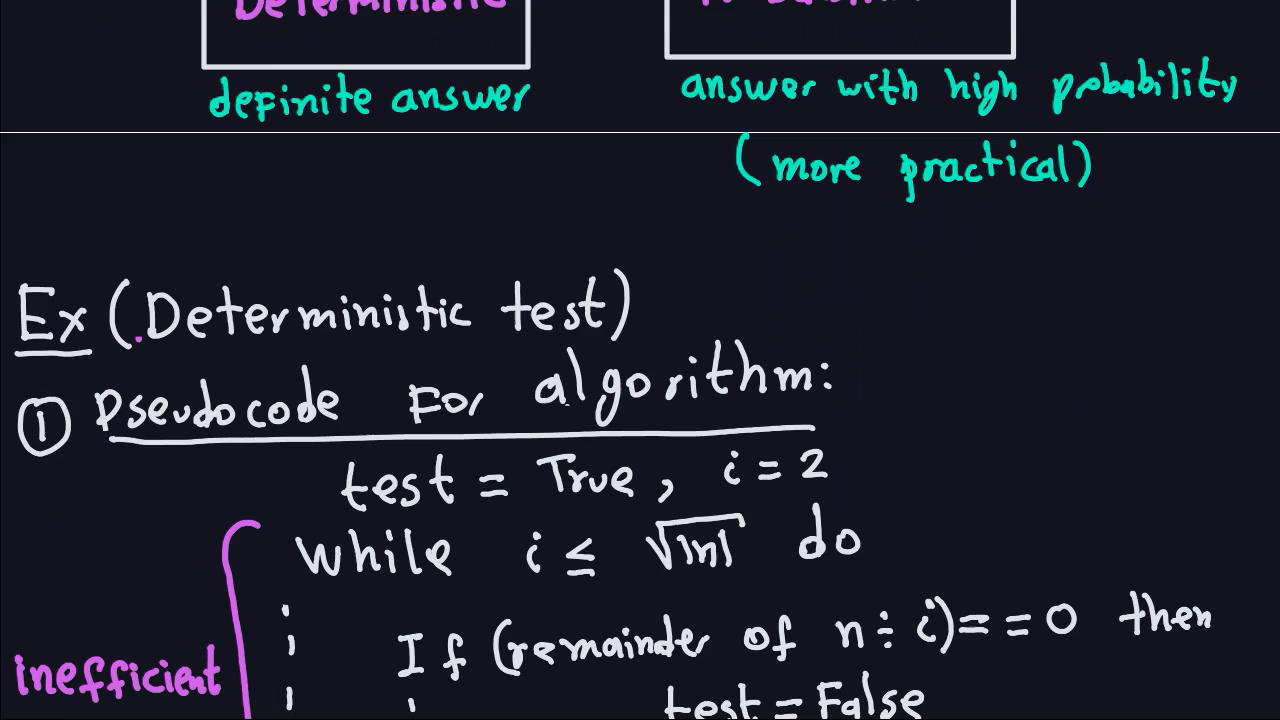 Deterministic
definite answer answer with high probability
(more practical)
Ex (Deterministic test)
① Pseudocode For algorithm:
test = True, i = 2
While i ≤ √|n| do
If (remainder of n ÷ i) == 0 then
inefficient
test = False